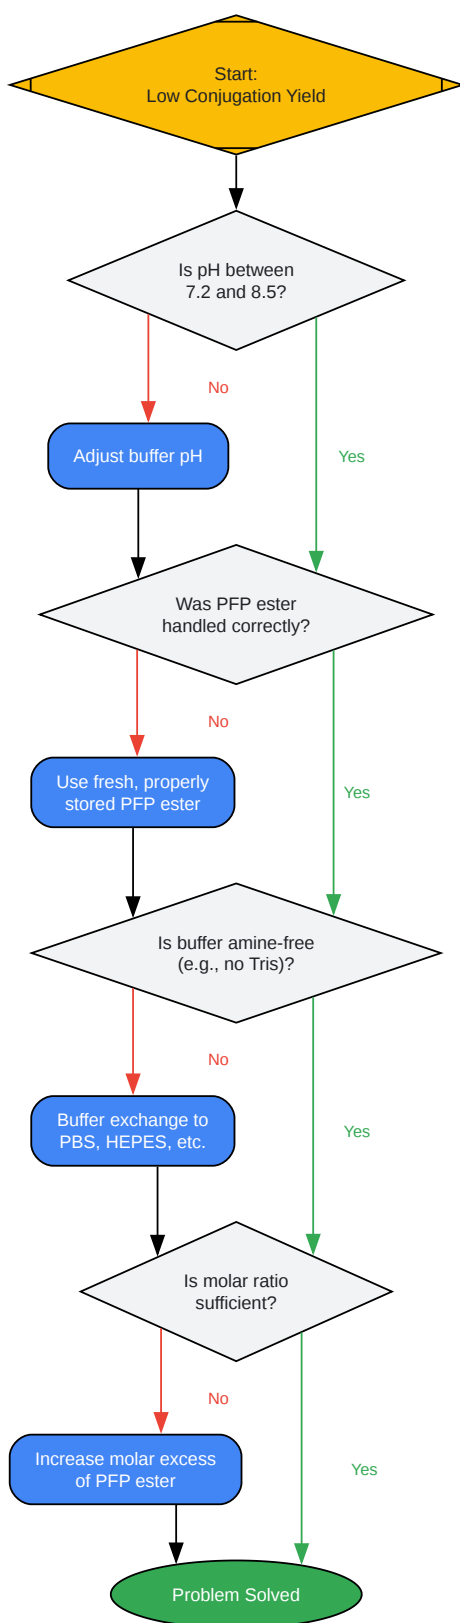 Start:
Low Conjugation Yield
Is pH between
7.2 and 8.5?
No
Adjust buffer pH
Yes
Was PFP ester
handled correctly?
No
Use fresh, properly
stored PFP ester
Yes
Is buffer amine-free
(e.g., no Tris)?
No
Buffer exchange to
PBS, HEPES, etc.
Yes
Is molar ratio
sufficient?
No
Increase molar excess
of PFP ester
Yes
Problem Solved